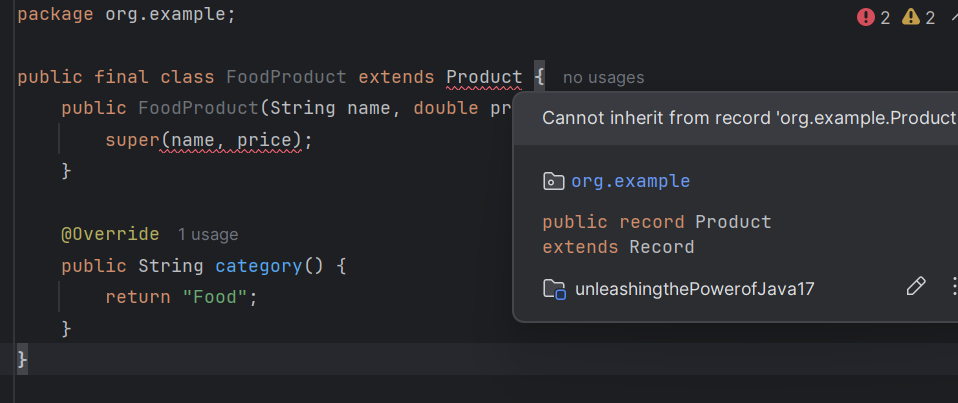 package org.example;
2 2
public final class FoodProduct extends Product { no usages
public FoodProduct(String name, double pr
Cannot inherit from record 'org.example.Product
super(name, price);
}
org.example
public record Product
extends Record
@Override 1 usage
public String category() {
return "Food";
unleashingthePowerofJava17
}
}